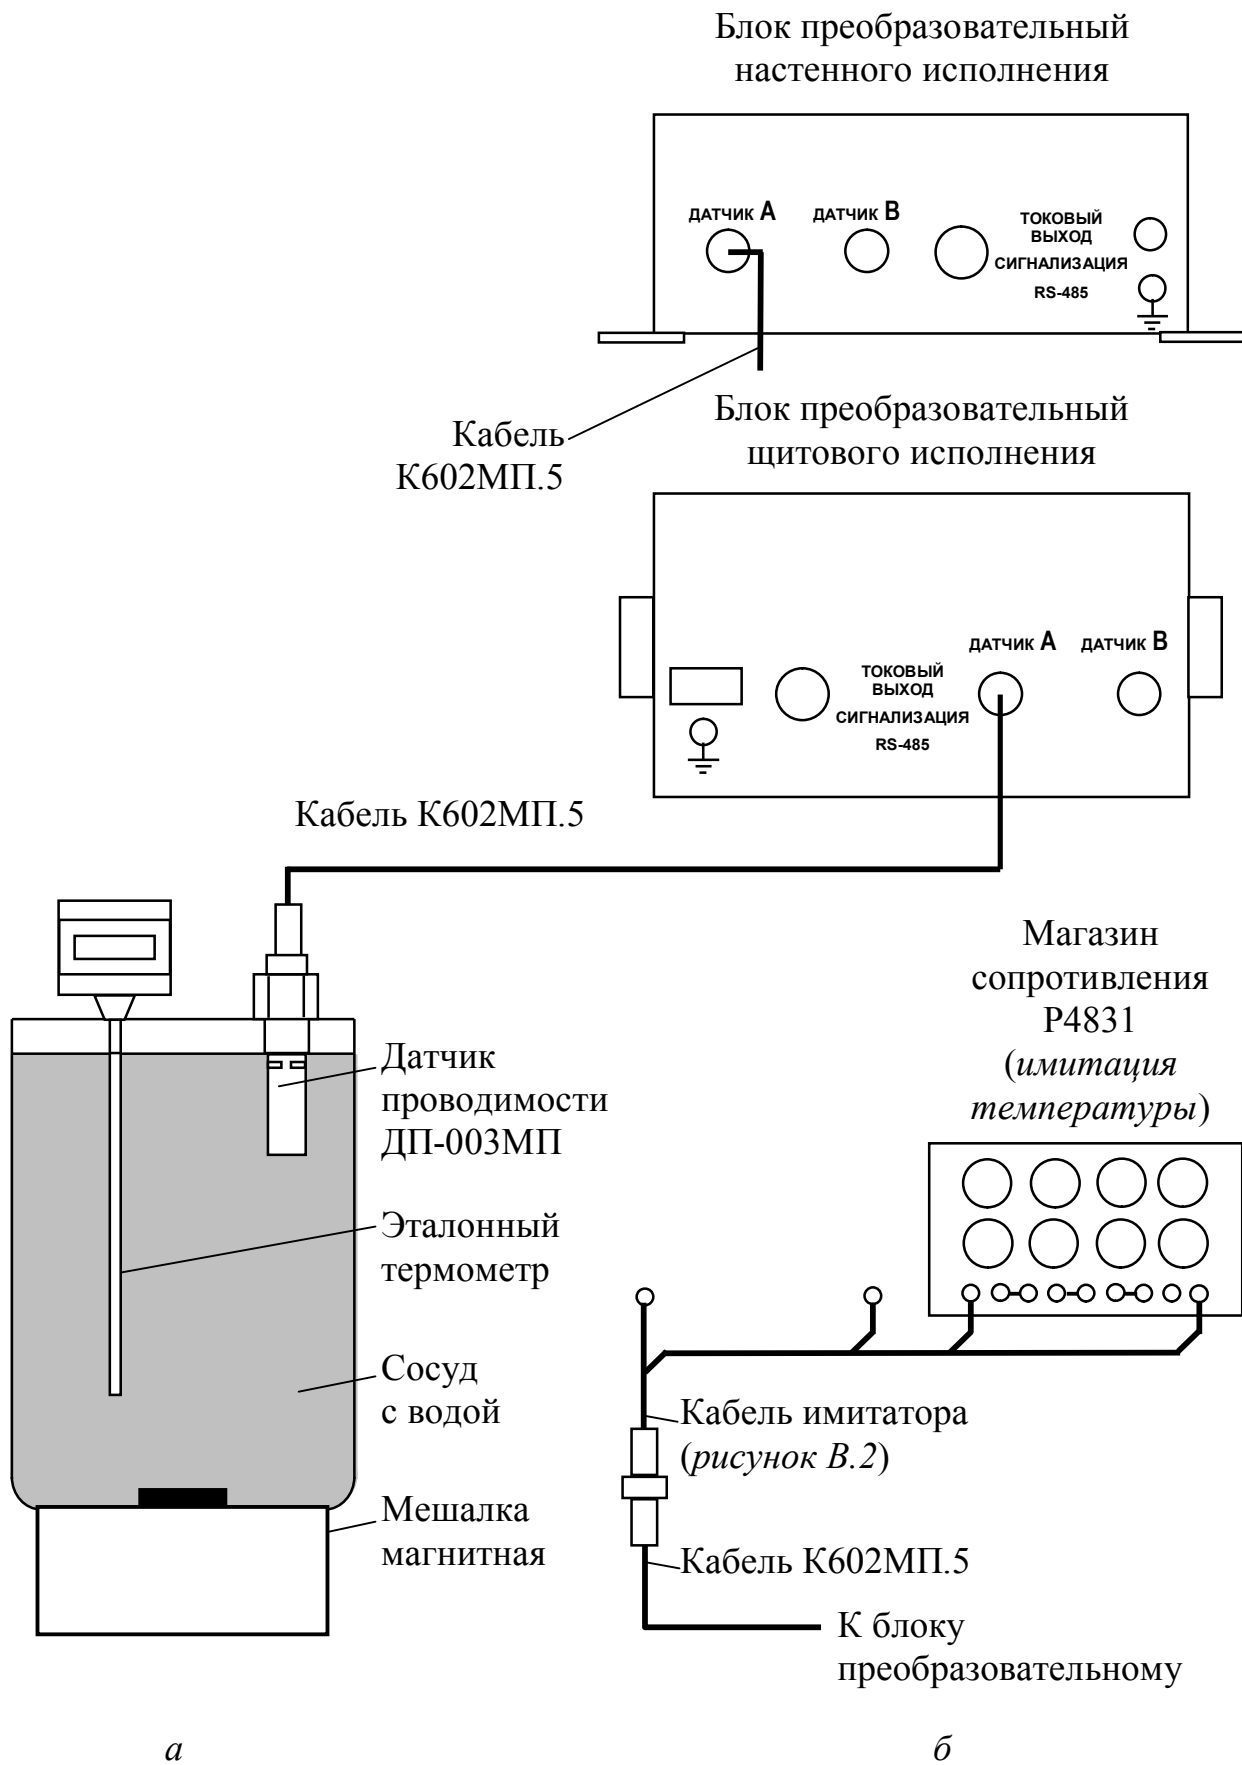 Блок преобразовательный
настенного исполнения
ДАТЧИК А
ДАТЧИК В
ТОКОВЫЙ
ВЫХОД
СИГНАЛИЗАЦИЯ
RS-485
Кабель
К602МП.5
Блок преобразовательный
щитового исполнения
ТОКОВЫЙ
ВЫХОД
СИГНАЛИЗАЦИЯ
RS-485
ДАТЧИК А
ДАТЧИК В
Кабель К602МП.5
Датчик
проводимости
ДП-003МП
Эталонный
термометр
Сосуд
с водой
Мешалка
магнитная
Магазин
сопротивления
Р4831
(имитация
температуры)
Кабель имитатора
(рисунок В.2)
Кабель К602МП.5
К блоку
преобразовательному
а
б